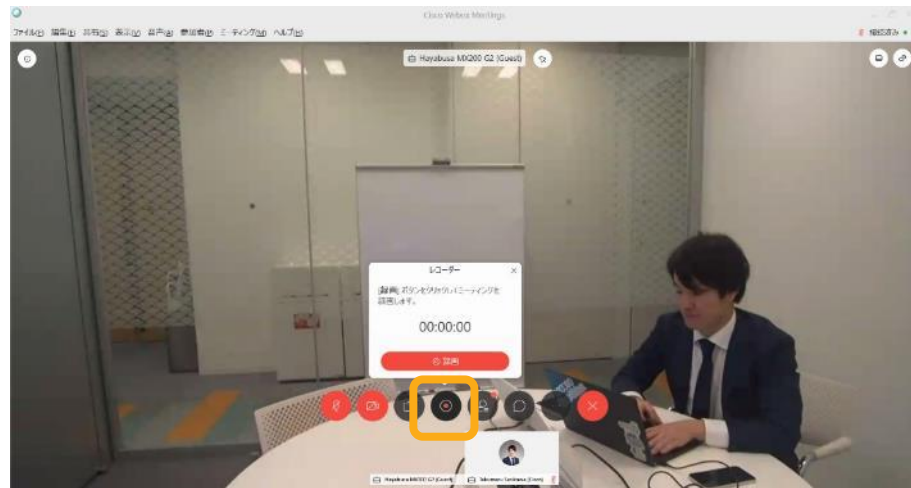 Cisco Webex Meetings
ファイル(F) 編集(E) 共有(S) 表示(V) 音声(A) 参加者(P) ミーティング(M) ヘルプ(H)
接続済み
Hayabusa MX200 G2 (Guest)
レコーダー
[録画] ボタンをクリックしてミーティングを
録画します。
00:00:00
録画
Hayabusa MX200 G2 (Guest)